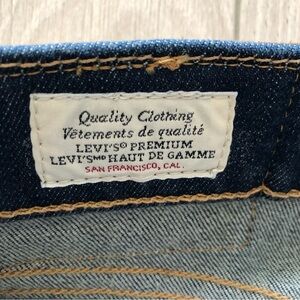 Quality Clothing
Vêtements de qualité
LEVI'S® PREMIUM
LEVI'SMD HAUT DE GAMME
SAN FRANCISCO, CAL.